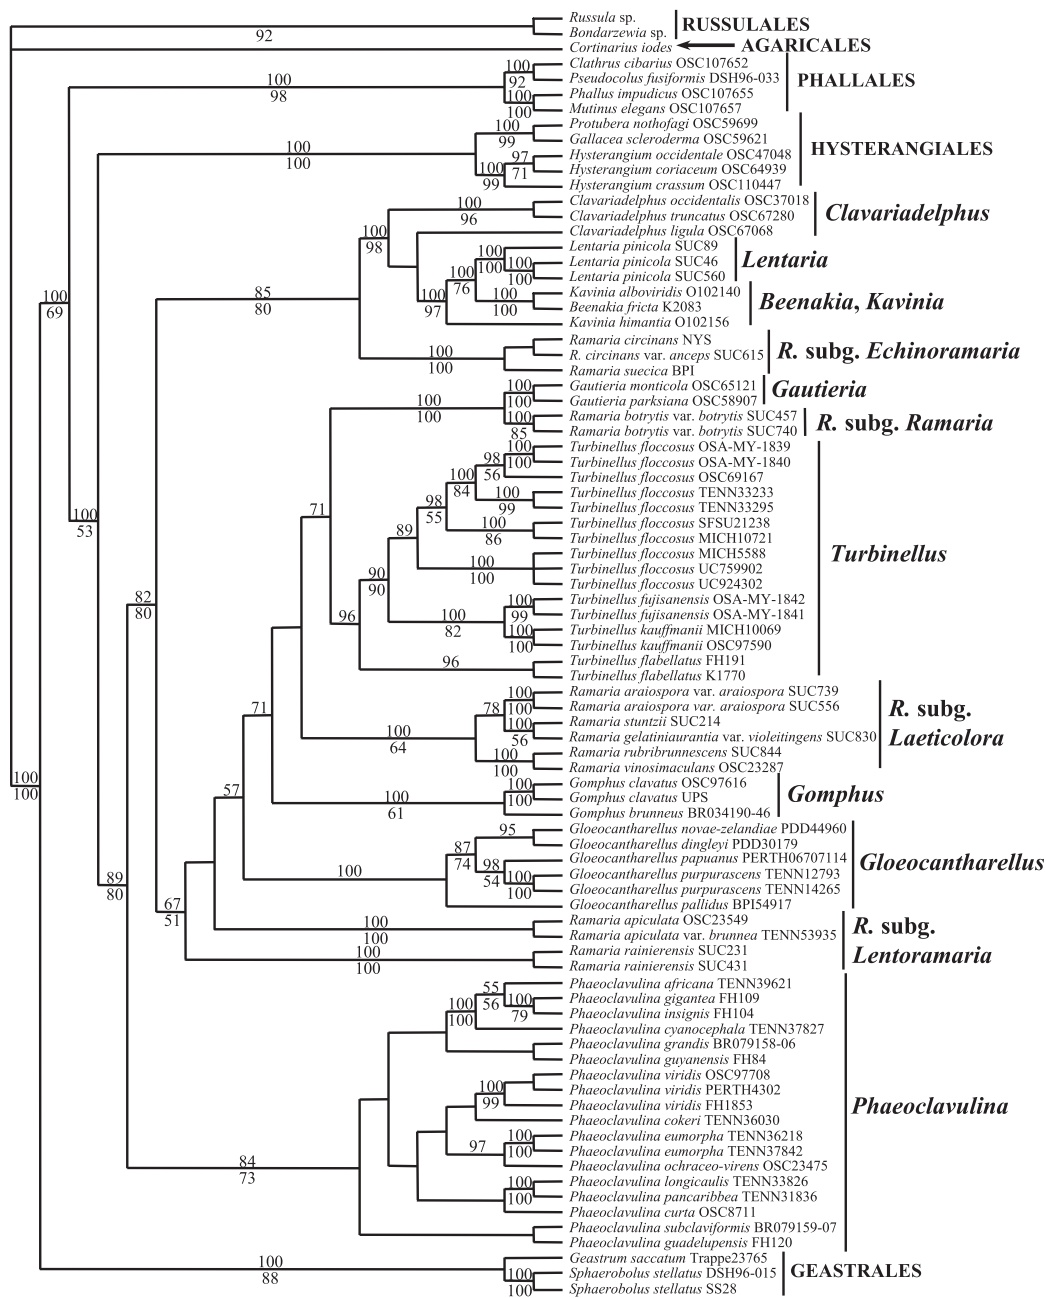 Russula sp.
Bondarzewia sp.
RUSSULALES
92
Cortinarius iodes
AGARICALES
Clathrus cibarius OSC107652
Pseudocolus fusiformis DSH96-033
Phallus impudicus OSC107655
Mutinus elegans OSC107657
PHALLALES
100
98
100
92
100
100
Protubera nothofagi OSC59699
Gallacea scleroderma OSC59621
Hysterangium occidentale OSC47048
Hysterangium coriaceum OSC64939
Hysterangium crassum OSC110447
HYSTERANGIALES
100
100
100
99
97
71
100
99
Clavariadelphus occidentalis OSC37018
Clavariadelphus truncatus OSC67280
Clavariadelphus ligula OSC67068
Clavariadelphus
100
96
100
98
Lentaria pinicola SUC89
Lentaria pinicola SUC46
Lentaria pinicola SUC560
Lentaria
100
100
100
100
100
76
Kavinia alboviridis O102140
Beenakia fricta K2083
Kavinia himantia O102156
Beenakia, Kavinia
100
100
100
97
85
80
Ramaria circinans NYS
R. circinans var. anceps SUC615
Ramaria suecica BPI
R. subg. Echinoramaria
100
100
100
69
Gautieria monticola OSC65121
Gautieria parksiana OSC58907
Gautieria
100
100
100
100
Ramaria botrytis var. botrytis SUC457
Ramaria botrytis var. botrytis SUC740
R. subg. Ramaria
100
85
Turbinellus floccosus OSA-MY-1839
Turbinellus floccosus OSA-MY-1840
Turbinellus floccosus OSC69167
Turbinellus floccosus TENN33233
Turbinellus floccosus TENN33295
Turbinellus floccosus SFSU21238
Turbinellus floccosus MICH10721
Turbinellus floccosus MICH5588
Turbinellus floccosus UC759902
Turbinellus floccosus UC924302
Turbinellus fujisanensis OSA-MY-1842
Turbinellus fujisanensis OSA-MY-1841
Turbinellus kauffmanii MICH10069
Turbinellus kauffmanii OSC97590
Turbinellus flabellatus FH191
Turbinellus flabellatus K1770
Turbinellus
100
100
98
56
100
84
100
99
98
55
100
86
71
100
53
89
100
100
90
90
100
99
96
100
82
100
100
96
82
80
Ramaria araiospora var. araiospora SUC739
Ramaria araiospora var. araiospora SUC556
Ramaria stuntzii SUC214
Ramaria gelatiniaurantia var. violeitingens SUC830
Ramaria rubribrunnescens SUC844
Ramaria vinosimaculans OSC23287
R. subg.
Laeticolora
71
78
100
100
100
56
100
64
100
100
Gomphus clavatus OSC97616
Gomphus clavatus UPS
Gomphus brunneus BR034190-46
Gomphus
100
100
57
100
100
100
61
Gloeocantharellus novae-zelandiae PDD44960
Gloeocantharellus dingleyi PDD30179
Gloeocantharellus papuanus PERTH06707114
Gloeocantharellus purpurascens TENN12793
Gloeocantharellus purpurascens TENN14265
Gloeocantharellus pallidus BPI54917
Gloeocantharellus
95
87
74
98
54
100
100
100
89
80
67
51
Ramaria apiculata OSC23549
Ramaria apiculata var. brunnea TENN53935
Ramaria rainierensis SUC231
Ramaria rainierensis SUC431
R. subg.
Lentoramaria
100
100
100
100
Phaeoclavulina africana TENN39621
Phaeoclavulina gigantea FH109
Phaeoclavulina insignis FH104
Phaeoclavulina cyanocephala TENN37827
Phaeoclavulina grandis BR079158-06
Phaeoclavulina guyanensis FH84
Phaeoclavulina viridis OSC97708
Phaeoclavulina viridis PERTH4302
Phaeoclavulina viridis FH1853
Phaeoclavulina cokeri TENN36030
Phaeoclavulina eumorpha TENN36218
Phaeoclavulina eumorpha TENN37842
Phaeoclavulina ochraceo-virens OSC23475
Phaeoclavulina longicaulis TENN33826
Phaeoclavulina pancaribbea TENN31836
Phaeoclavulina curta OSC8711
Phaeoclavulina subclaviformis BR079159-07
Phaeoclavulina guadelupensis FH120
Phaeoclavulina
55
56
100
79
100
100
100
99
97
100
100
84
73
100
100
Geastrum saccatum Trappe23765
Sphaerobolus stellatus DSH96-015
Sphaerobolus stellatus SS28
GEASTRALES
100
88
100
100